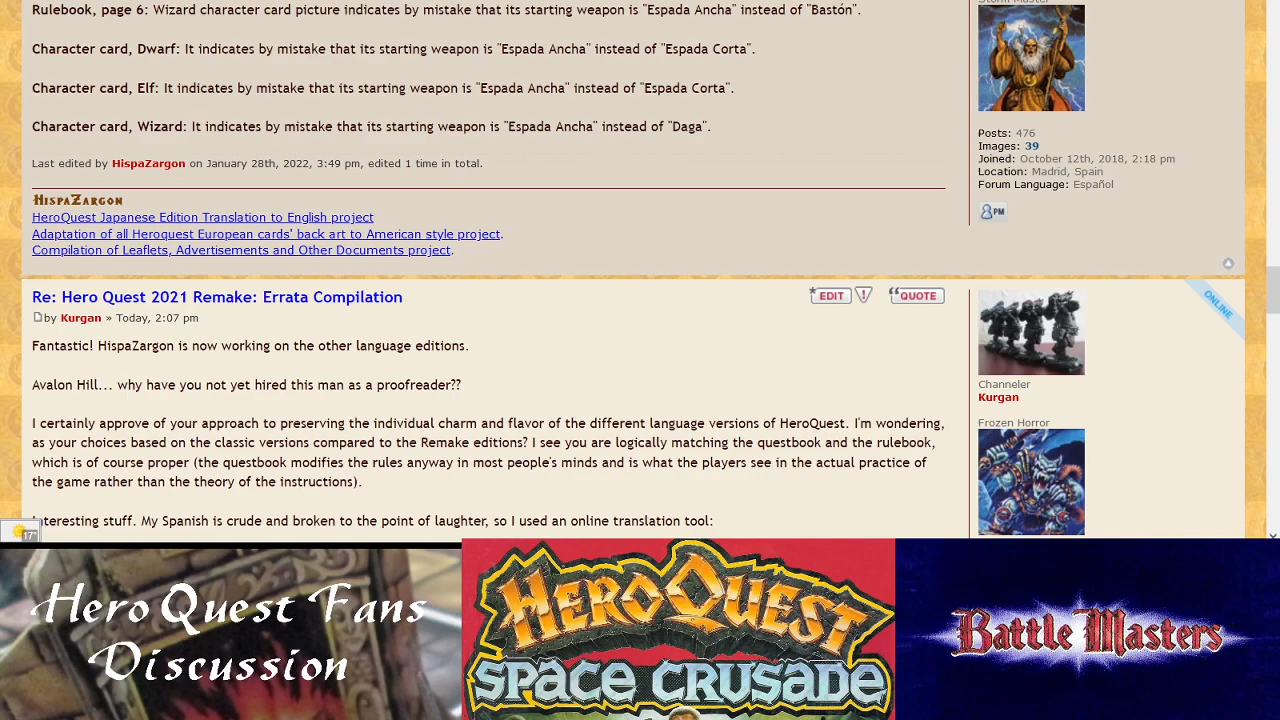 Rulebook, page 6: Wizard character card picture indicates by mistake that its starting weapon is "Espada Ancha" instead of "Bastón".
Character card, Dwarf: It indicates by mistake that its starting weapon is "Espada Ancha" instead of "Espada Corta".
Character card, Elf: It indicates by mistake that its starting weapon is "Espada Ancha" instead of "Espada Corta".
Character card, Wizard: It indicates by mistake that its starting weapon is "Espada Ancha" instead of "Daga".
Last edited by HispaZargon on January 28th, 2022, 3:49 pm, edited 1 time in total.
HispaZargon
HeroQuest Japanese Edition Translation to English project
Adaptation of all Heroquest European cards' back art to American style project.
Compilation of Leaflets, Advertisements and Other Documents project.
Storm Master
Posts: 476
Images: 39
Joined: October 12th, 2018, 2:18 pm
Location: Madrid, Spain
Forum Language: Español
PM
Re: Hero Quest 2021 Remake: Errata Compilation
*EDIT ! “QUOTE
by Kurgan » Today, 2:07 pm
Fantastic! HispaZargon is now working on the other language editions.
Avalon Hill... why have you not yet hired this man as a proofreader??
I certainly approve of your approach to preserving the individual charm and flavor of the different language versions of HeroQuest. I'm wondering,
as your choices based on the classic versions compared to the Remake editions? I see you are logically matching the questbook and the rulebook,
which is of course proper (the questbook modifies the rules anyway in most people's minds and is what the players see in the actual practice of
the game rather than the theory of the instructions).
Interesting stuff. My Spanish is crude and broken to the point of laughter, so I used an online translation tool:
ONLINE
Channeler
Kurgan
Frozen Horror
17°
HeroQuest Fans
Discussion
HeroQuest
Space Crusade
Battle Masters